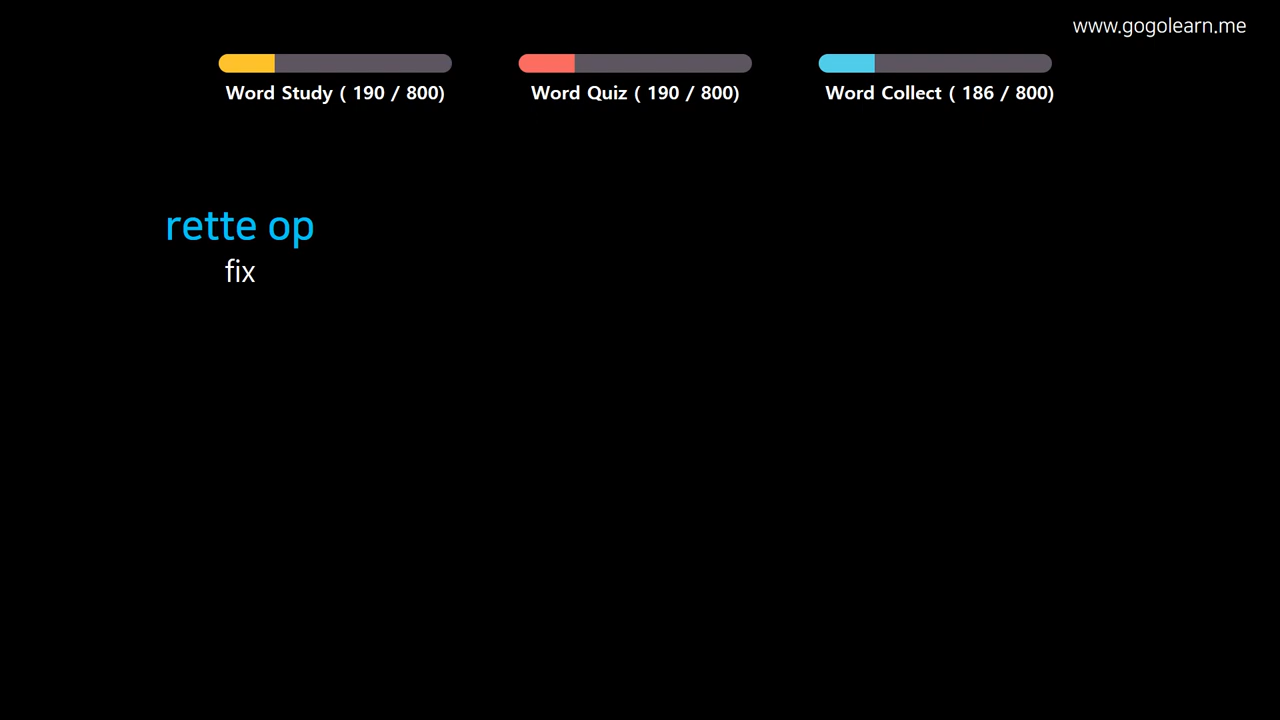 www.gogolearn.me
Word Study ( 190 / 800)
Word Quiz ( 190 / 800)
Word Collect ( 186 / 800)
rette op
fix